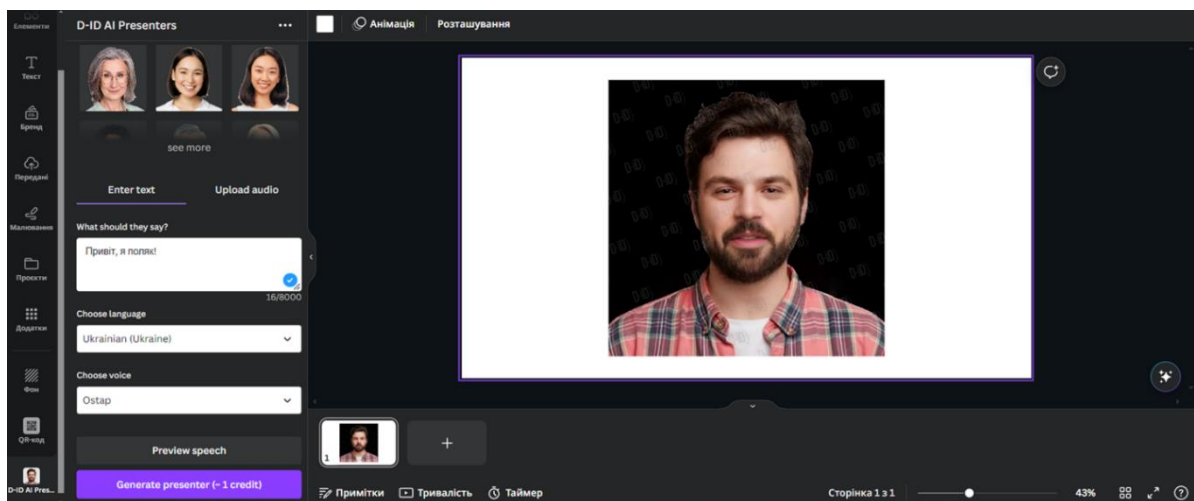 Елементи
Текст
Бренд
Передані
Малювання
Проєкти
Додатки
Фон
QR-код
D-ID AI Pres...
D-ID AI Presenters
see more
Enter text Upload audio
What should they say?
Привіт, я поляк!
16/8000
Choose language
Ukrainian (Ukraine)
Choose voice
Ostap
Preview speech
Generate presenter (~ 1 credit)
Анімація Розташування
D-ID
1
Примітки Тривалість Таймер Сторінка 1 з 1 43%